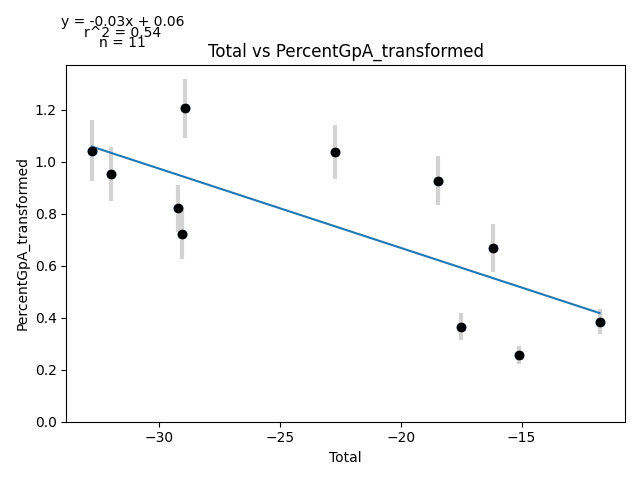 y = -0.03x + 0.06
r^2 = 0.54
n = 11
Total vs PercentGpA_transformed
PercentGpA_transformed
1.2
1.0
0.8
0.6
0.4
0.2
0.0
−30
−25
−20
−15
Total